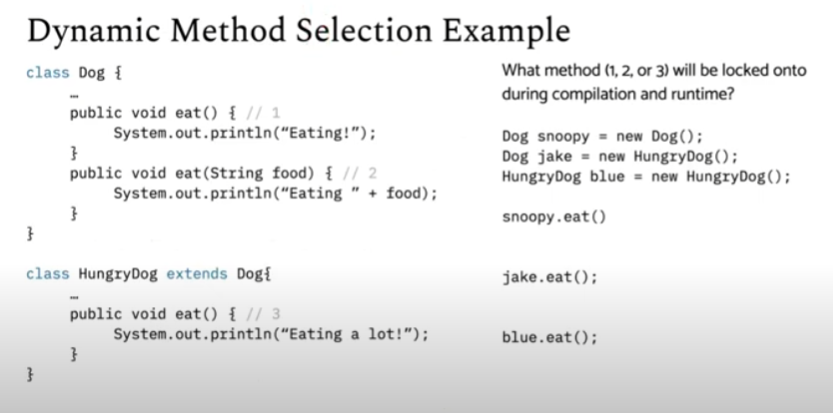 Dynamic Method Selection Example
class Dog {
…
public void eat() { // 1
System.out.println(“Eating!”);
}
public void eat(String food) { // 2
System.out.println(“Eating ” + food);
}
}
class HungryDog extends Dog{
…
public void eat() { // 3
System.out.println(“Eating a lot!”);
}
}
What method (1, 2, or 3) will be locked onto
during compilation and runtime?
Dog snoopy = new Dog();
Dog jake = new HungryDog();
HungryDog blue = new HungryDog();
snoopy.eat()
jake.eat();
blue.eat();